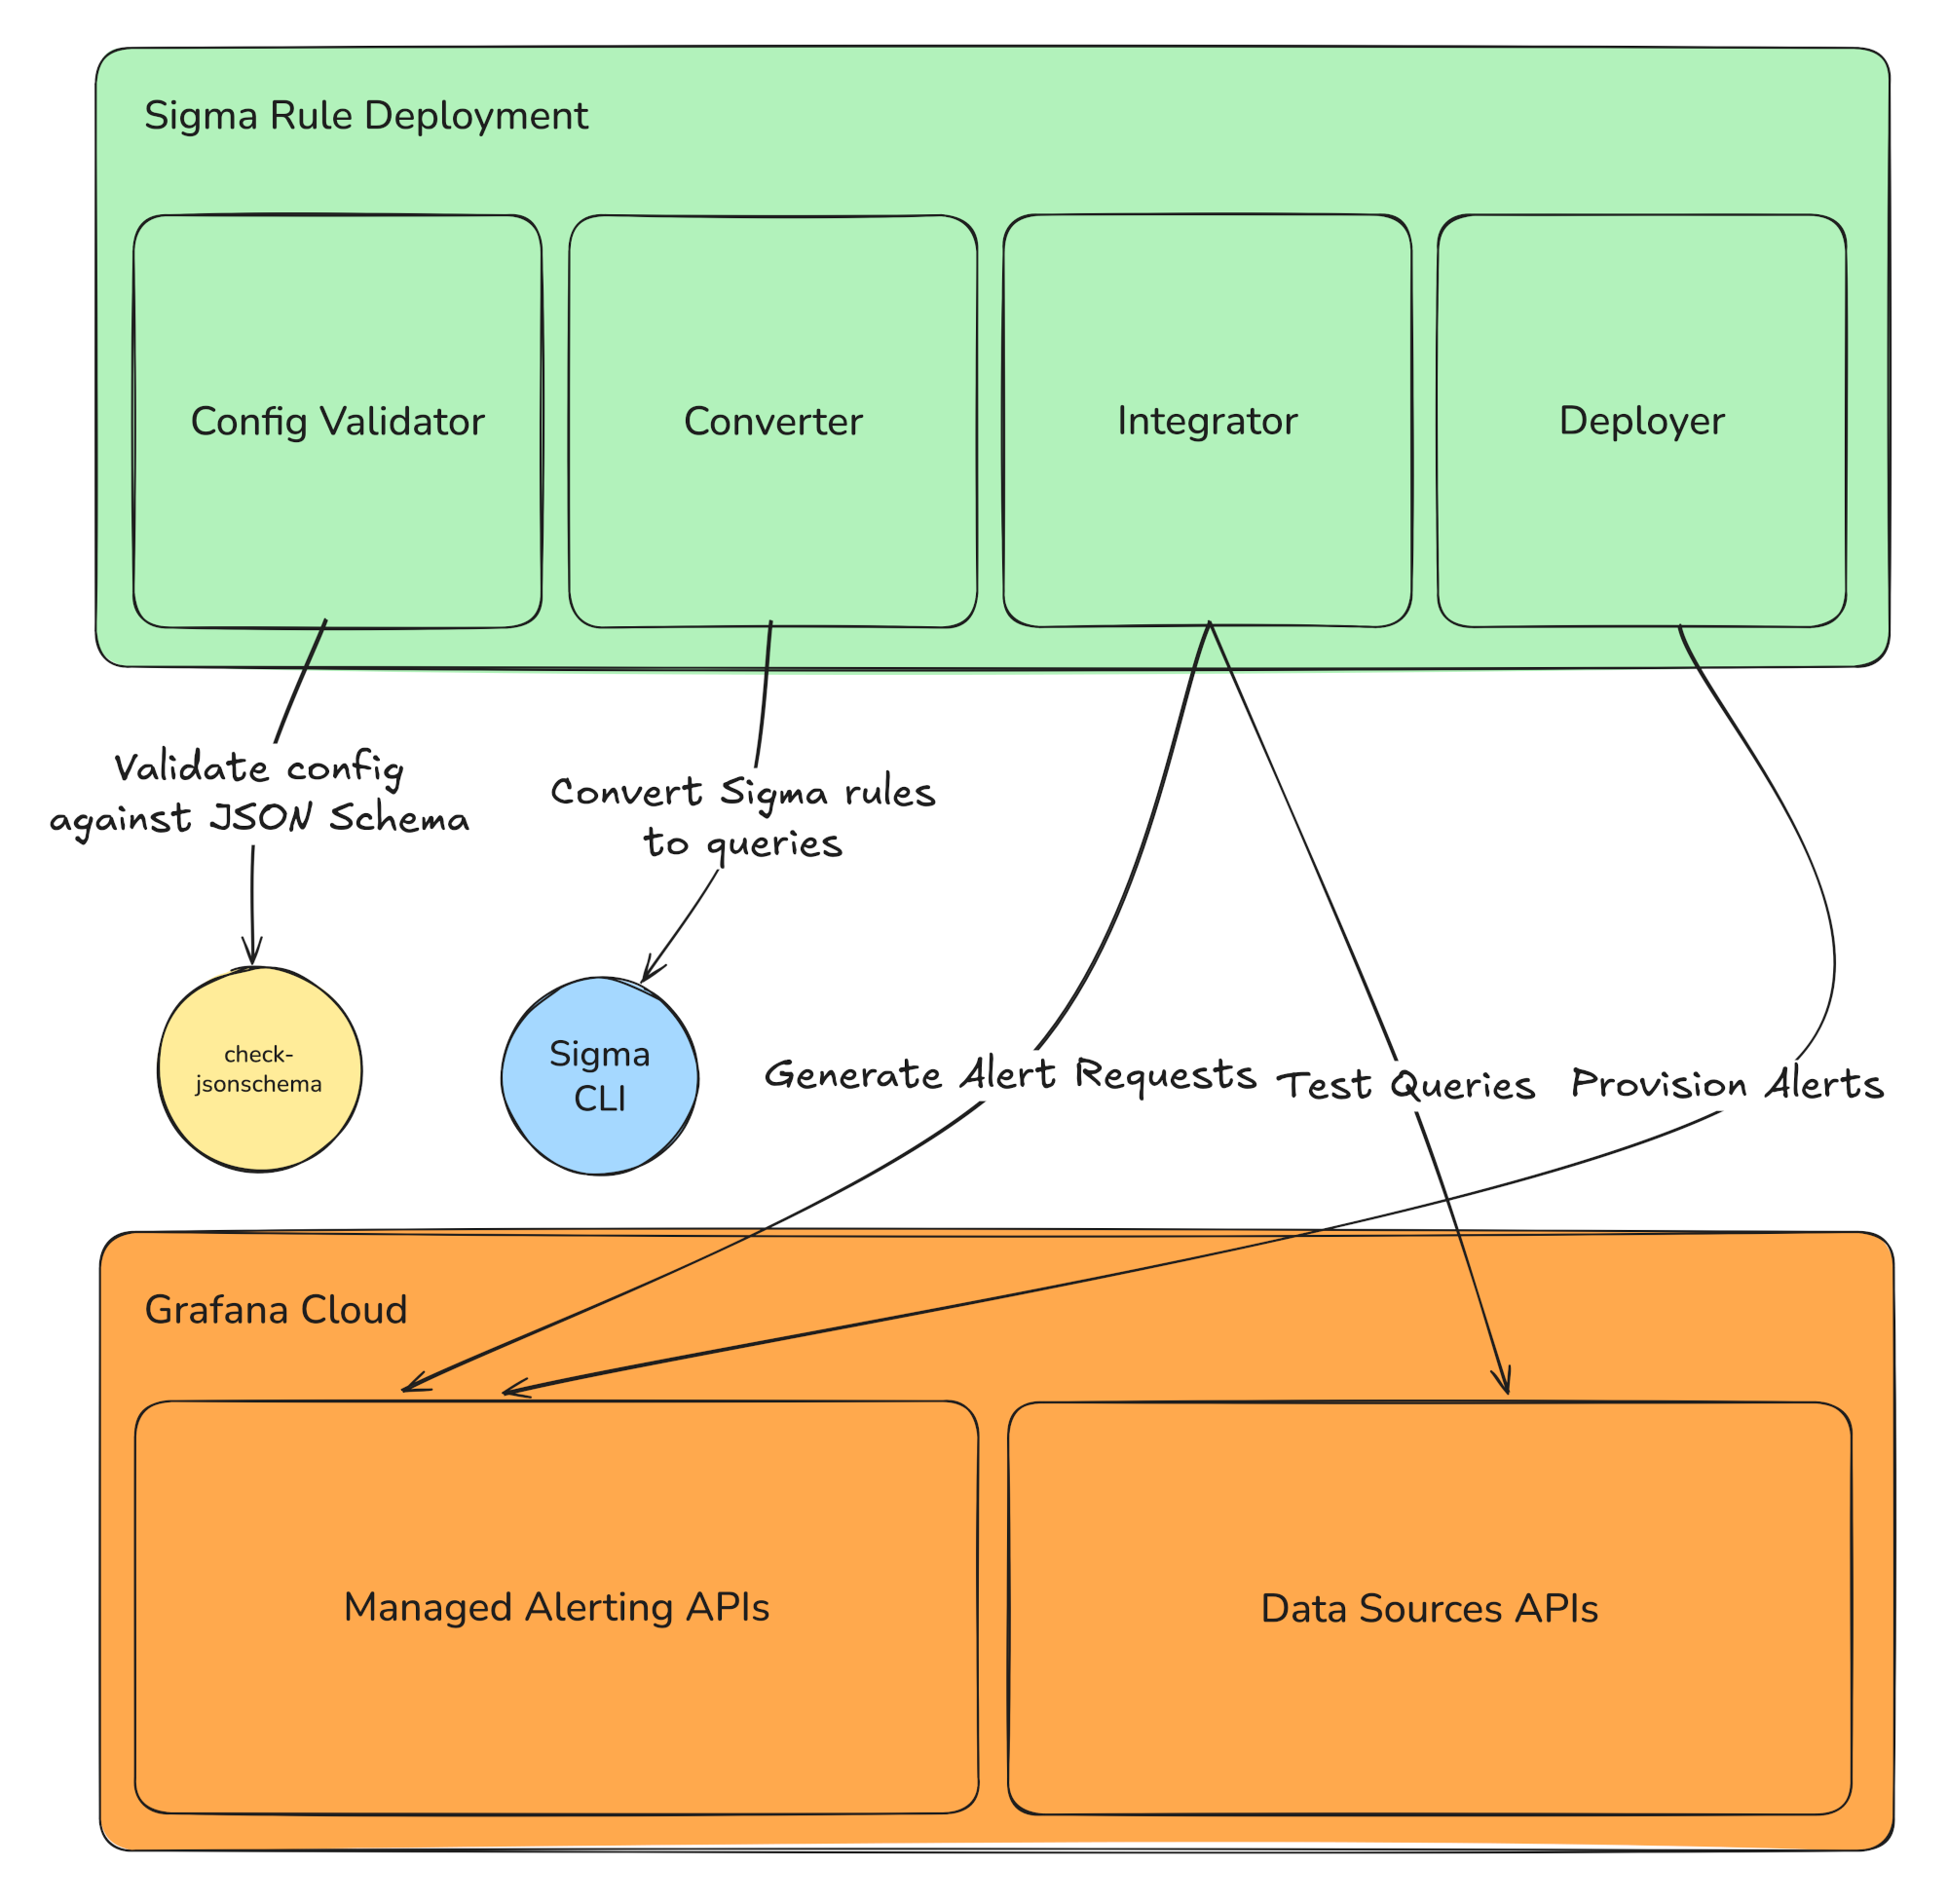 Sigma Rule Deployment
Config Validator
Converter
Integrator
Deployer
Validate config
against JSON Schema
Convert Sigma rules
to queries
check-
jsonschema
Sigma
CLI
Generate Alert Requests
Test Queries
Provision Alerts
Grafana Cloud
Managed Alerting APIs
Data Sources APIs